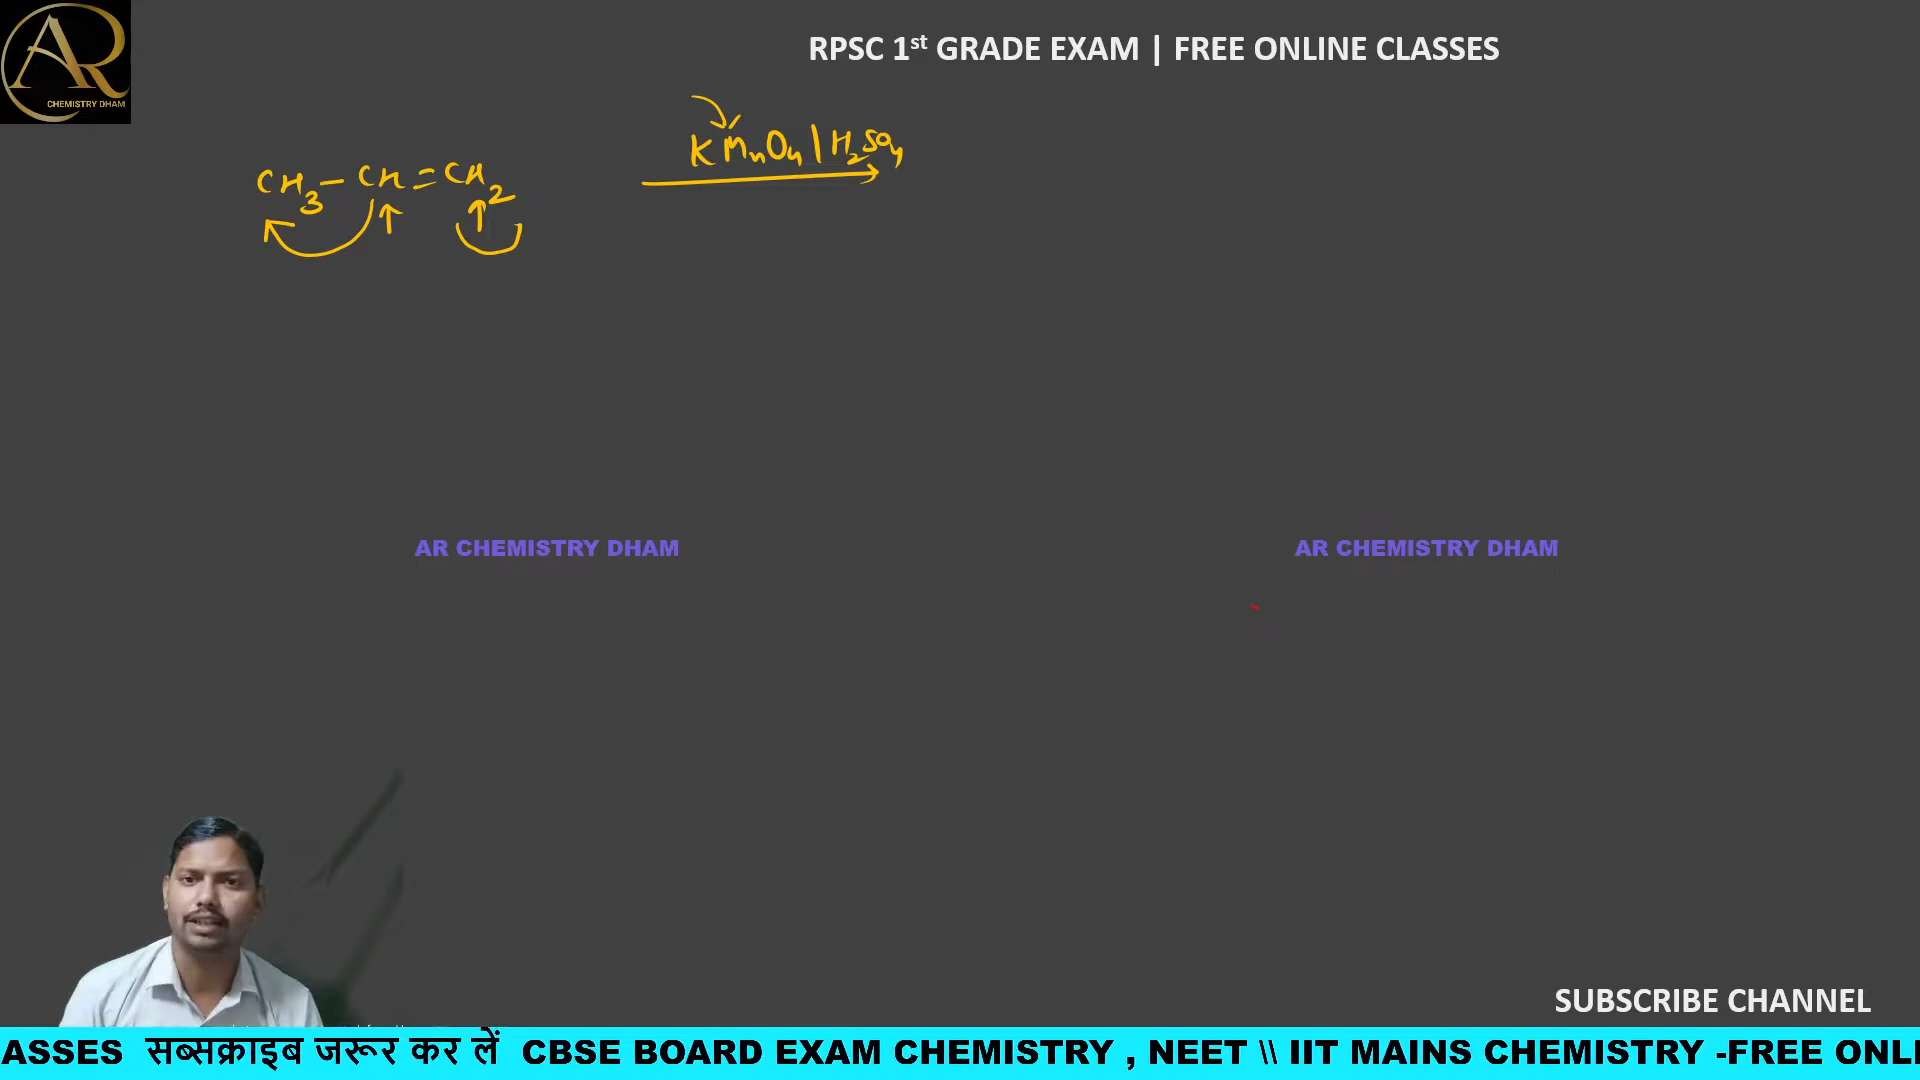 AR
CHEMISTRY DHAM
RPSC 1st GRADE EXAM | FREE ONLINE CLASSES
KMnO4 | H2SO4
CH3 - CH = CH2
AR CHEMISTRY DHAM
AR CHEMISTRY DHAM
SUBSCRIBE CHANNEL
ASSES सब्सक्राइब जरूर कर लें CBSE BOARD EXAM CHEMISTRY , NEET \\ IIT MAINS CHEMISTRY -FREE ONL